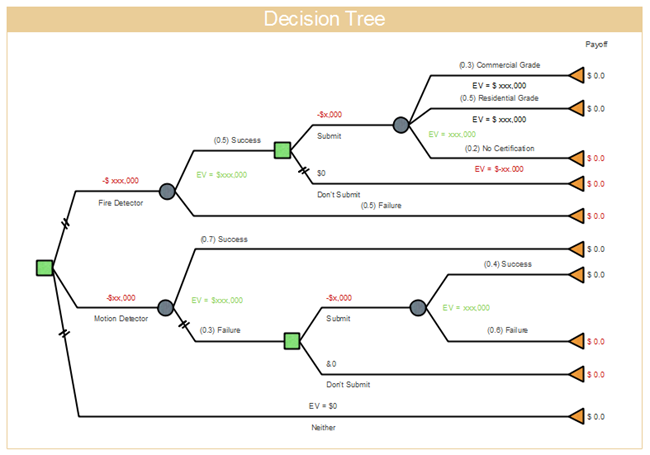 Decision Tree
Payoff
(0.3) Commercial Grade
$ 0.0
EV = $ xxx,000
(0.5) Residential Grade
$ 0.0
-$x,000
EV = $ xxx,000
Submit
EV = xxx,000
(0.5) Success
(0.2) No Certification
$ 0.0
EV = $-xx.000
EV = $xxx,000
$0
-$ xxx,000
$ 0.0
Don't Submit
Fire Detector
(0.5) Failure
$ 0.0
(0.7) Success
$ 0.0
(0.4) Success
$ 0.0
-$xx,000
EV = $xxx,000
-$x,000
EV = xxx,000
Motion Detector
Submit
(0.3) Failure
(0.6) Failure
$ 0.0
&0
$ 0.0
Don't Submit
EV = $0
$ 0.0
Neither